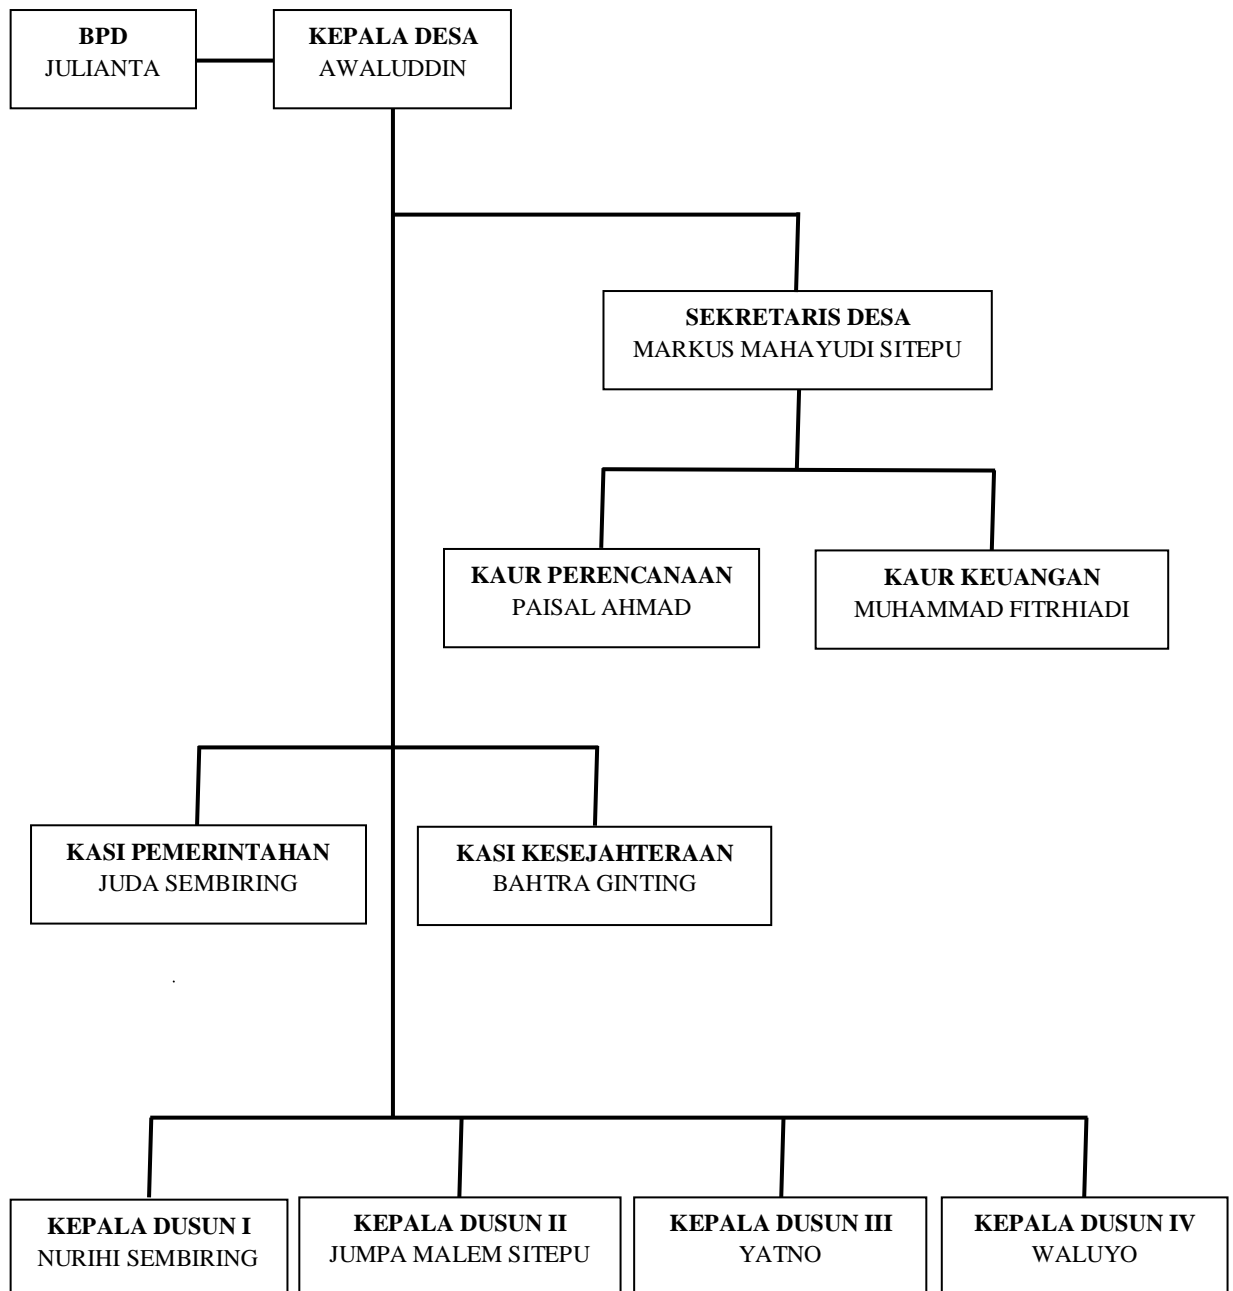 BPD
JULIANTA
KEPALA DESA
AWALUDDIN
SEKRETARIS DESA
MARKUS MAHAYUDI SITEPU
KAUR PERENCANAAN
PAISAL AHMAD
KAUR KEUANGAN
MUHAMMAD FITRHIADI
KASI PEMERINTAHAN
JUDA SEMBIRING
KASI KESEJAHTERAAN
BAHTRA GINTING
.
KEPALA DUSUN I
NURIHI SEMBIRING
KEPALA DUSUN II
JUMPA MALEM SITEPU
KEPALA DUSUN III
YATNO
KEPALA DUSUN IV
WALUYO